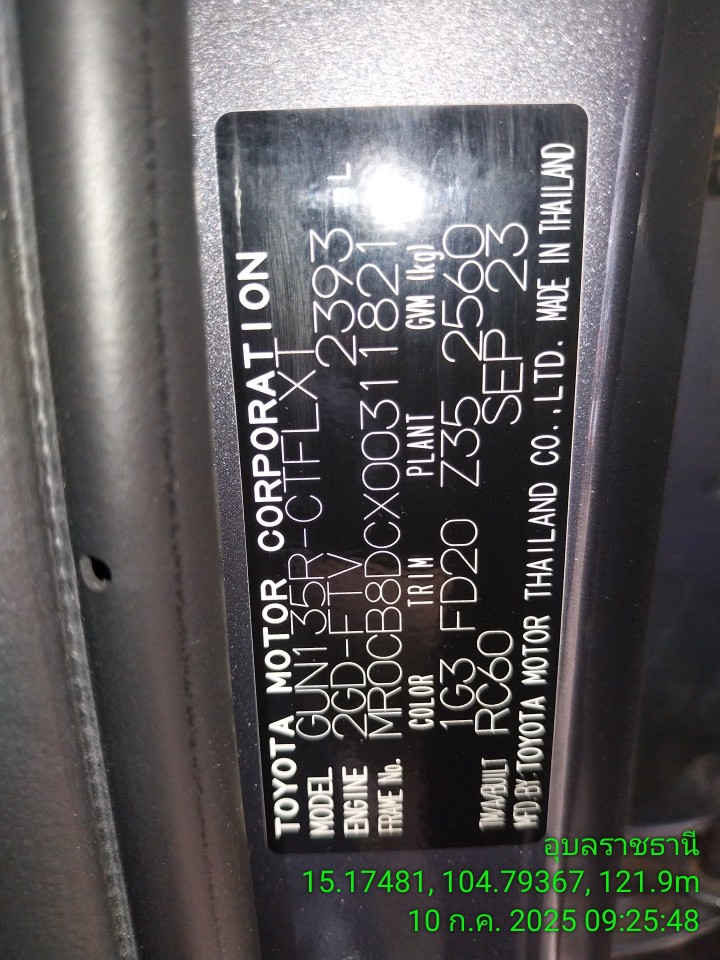 TOYOTA MOTOR CORPORATION
MODEL GUN135R-CTFLXT
ENGINE 2GD-FTV 2393
FRAME No. MR0CB8DCX00311821
COLOR TRIM PLANT GVM (kg)
1G3 FD20 Z35 2560
TMA/BUILT RC60 SEP 23
MFD.BY TOYOTA MOTOR THAILAND CO.,LTD. MADE IN THAILAND
อุบลราชธานี
15.17481, 104.79367, 121.9m
10 ก.ค. 2025 09:25:48